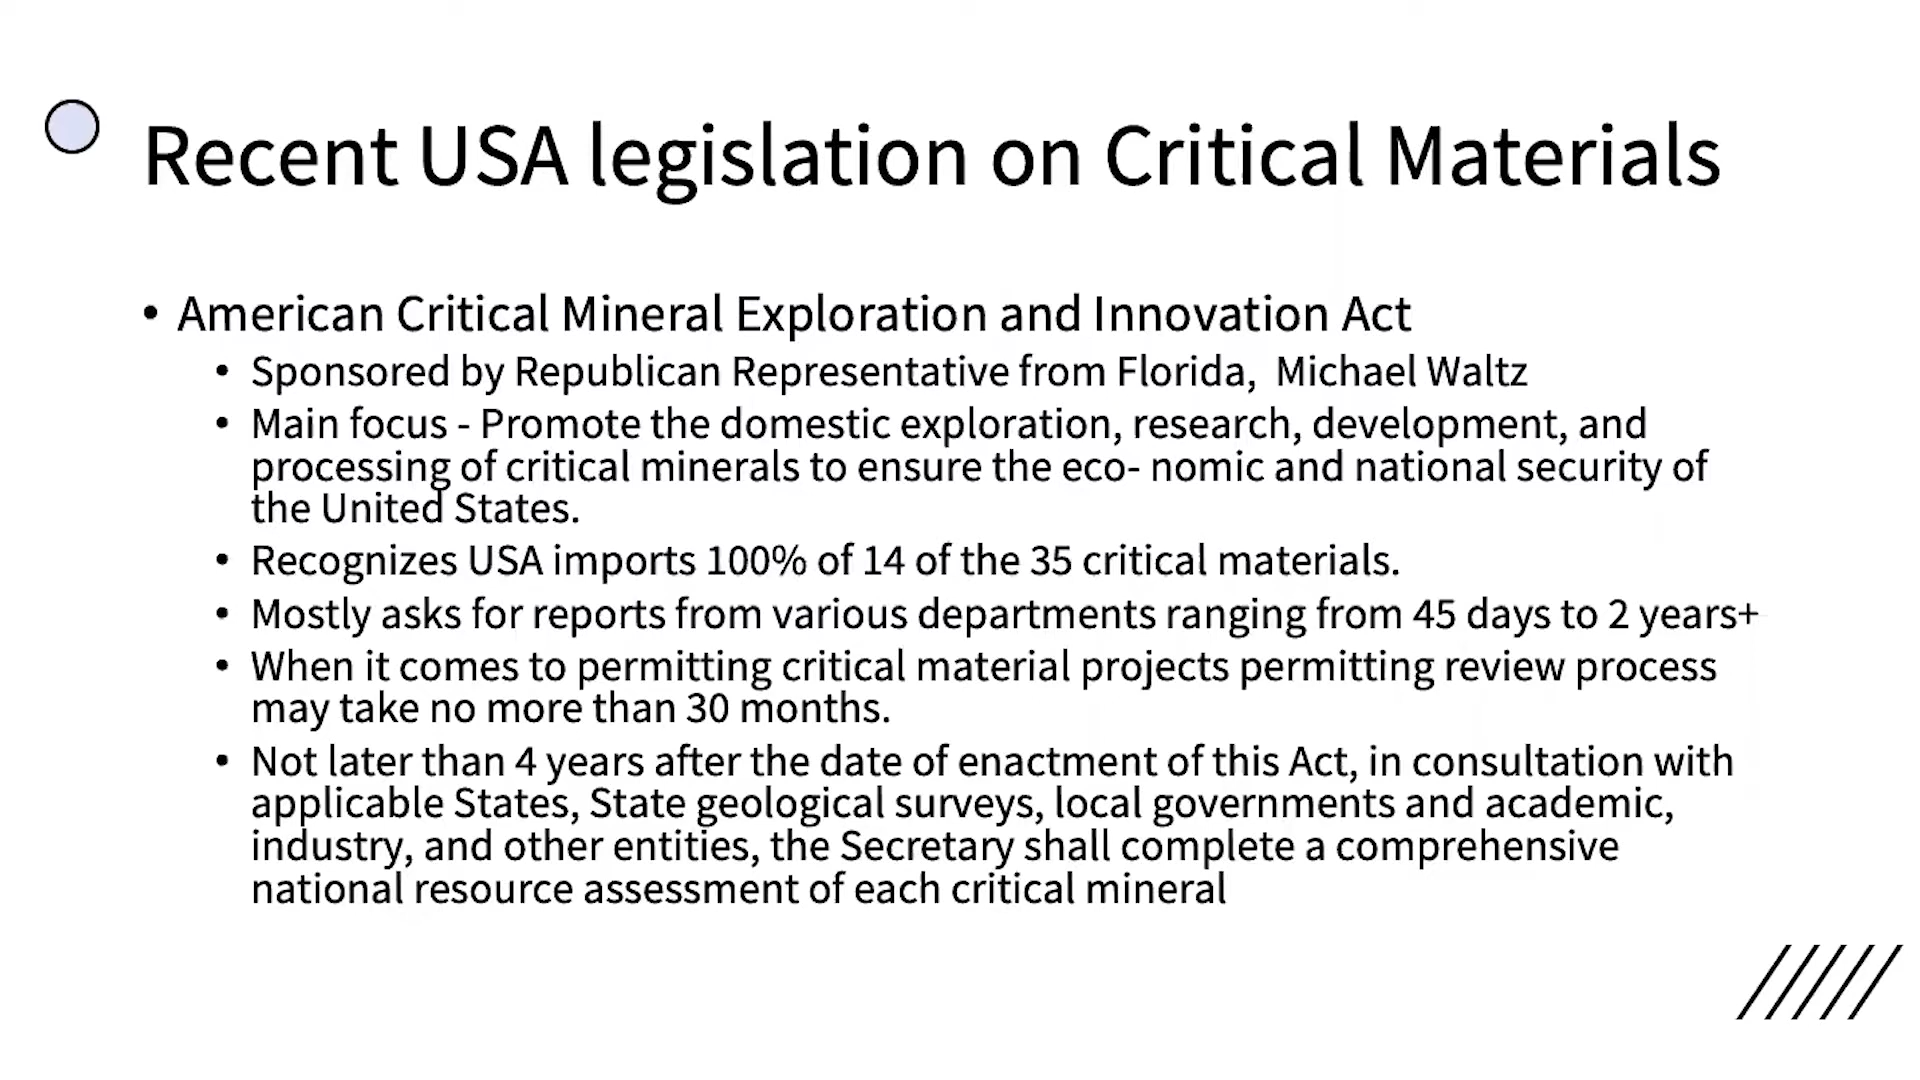 Recent USA legislation on Critical Materials
• American Critical Mineral Exploration and Innovation Act
• Sponsored by Republican Representative from Florida,  Michael Waltz
• Main focus - Promote the domestic exploration, research, development, and
processing of critical minerals to ensure the eco- nomic and national security of
the United States.
• Recognizes USA imports 100% of 14 of the 35 critical materials.
• Mostly asks for reports from various departments ranging from 45 days to 2 years+
• When it comes to permitting critical material projects permitting review process
may take no more than 30 months.
• Not later than 4 years after the date of enactment of this Act, in consultation with
applicable States, State geological surveys, local governments and academic,
industry, and other entities, the Secretary shall complete a comprehensive
national resource assessment of each critical mineral